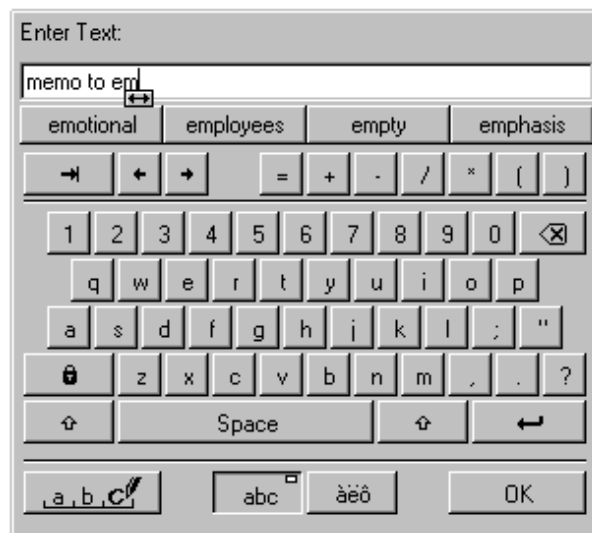 Enter Text:
memo to em
emotional employees empty emphasis
= + - / * ( )
1 2 3 4 5 6 7 8 9 0
q w e r t y u i o p
a s d f g h j k l ; "
z x c v b n m , . ?
Space
a b c abc àëô OK